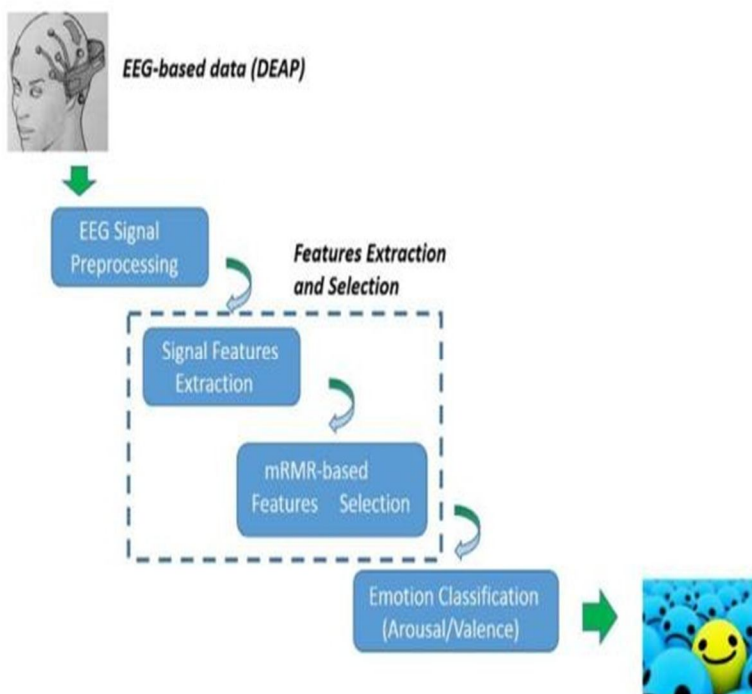 EEG-based data (DEAP)
EEG Signal
Preprocessing
Features Extraction
and Selection
Signal Features
Extraction
mRMR-based
Features Selection
Emotion Classification
(Arousal/Valence)